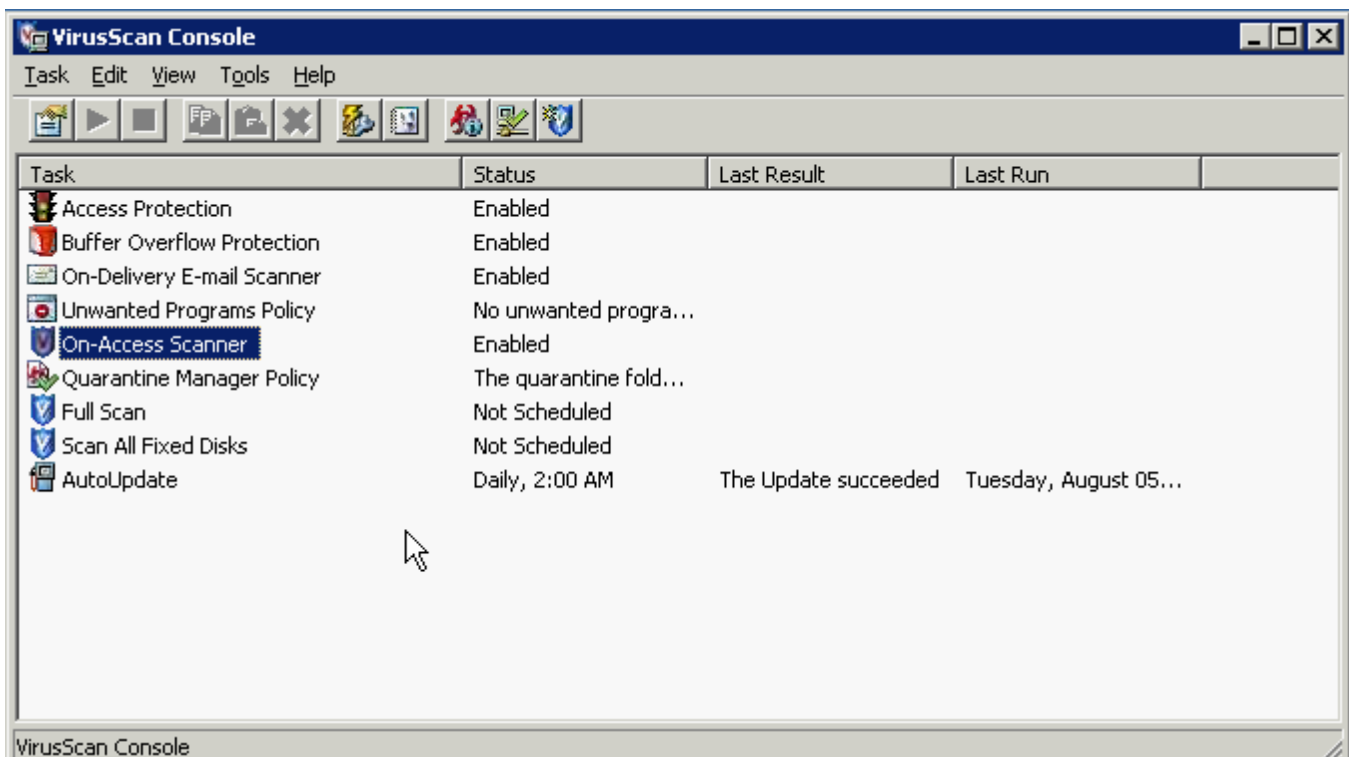 VirusScan Console
Task Edit View Tools Help
Task Status Last Result Last Run
Access Protection Enabled
Buffer Overflow Protection Enabled
On-Delivery E-mail Scanner Enabled
Unwanted Programs Policy No unwanted progra...
On-Access Scanner Enabled
Quarantine Manager Policy The quarantine fold...
Full Scan Not Scheduled
Scan All Fixed Disks Not Scheduled
AutoUpdate Daily, 2:00 AM The Update succeeded Tuesday, August 05...
VirusScan Console